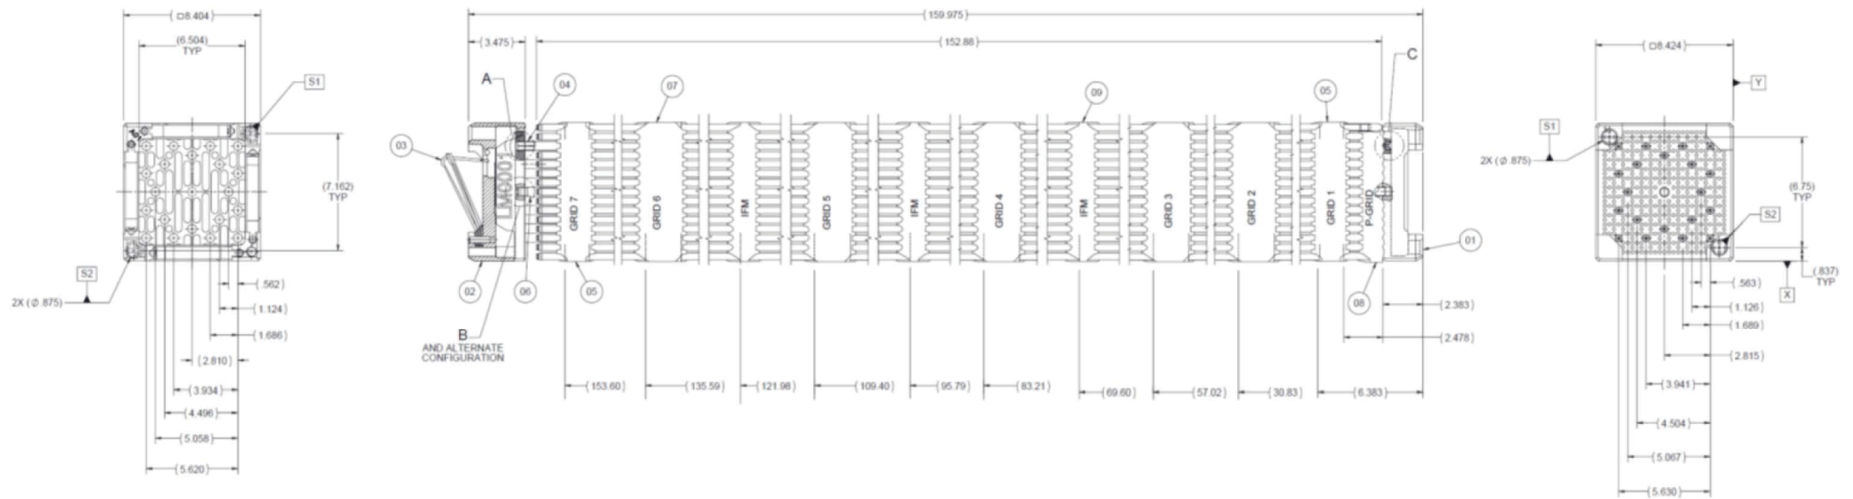 (□8.404)
(6.504)
TYP
S1
(7.162)
TYP
S2
2X (∅.875)
(.562)
(1.124)
(1.686)
(2.810)
(3.934)
(4.496)
(5.058)
(5.620)
(159.975)
(3.475)
(152.88)
A
C
04
07
09
05
03
M0001
GRID 7
GRID 6
IFM
GRID 5
IFM
GRID 4
IFM
GRID 3
GRID 2
GRID 1
P-GRID
01
02
06
05
08
B
AND ALTERNATE
CONFIGURATION
(2.383)
(2.478)
(153.60)
(135.59)
(121.98)
(109.40)
(95.79)
(83.21)
(69.60)
(57.02)
(30.83)
(6.383)
(□8.424)
Y
S1
2X (∅.875)
(6.75)
TYP
S2
(.837)
TYP
X
(.563)
(1.126)
(1.689)
(2.815)
(3.941)
(4.504)
(5.067)
(5.630)